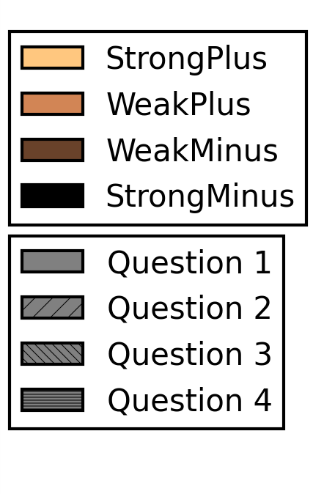 StrongPlus
WeakPlus
WeakMinus
StrongMinus
Question 1
Question 2
Question 3
Question 4